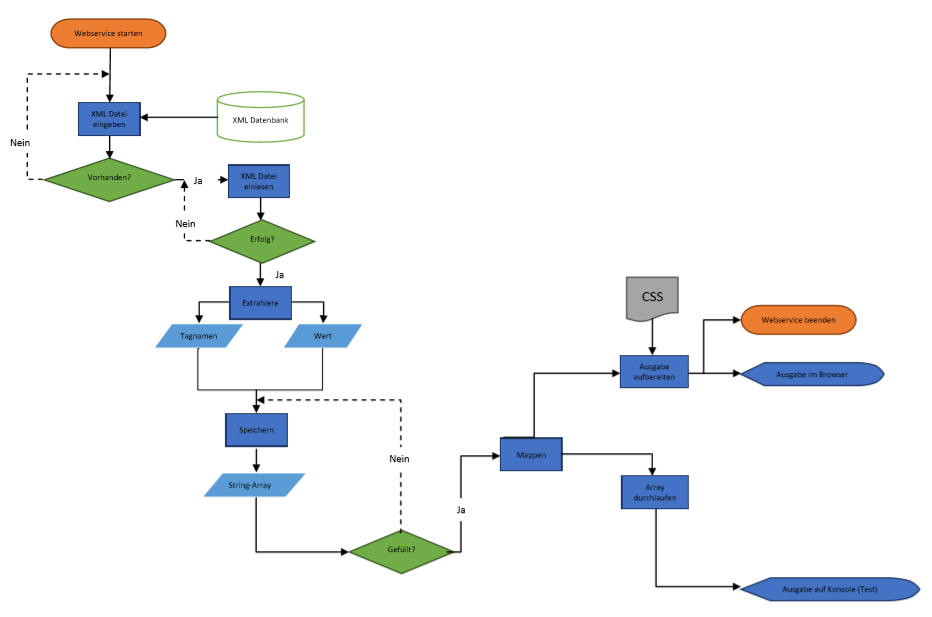 Webservice starten
XML Datei
eingeben
XML Datenbank
Nein
Vorhanden?
Ja
XML Datei
einlesen
Nein
Erfolg?
Ja
Extrahiere
Tagnamen
Wert
Speichern
Nein
String-Array
Gefüllt?
Ja
Mappen
CSS
Webservice beenden
Ausgabe
aufbereiten
Ausgabe im Browser
Array
durchlaufen
Ausgabe auf Konsole (Test)